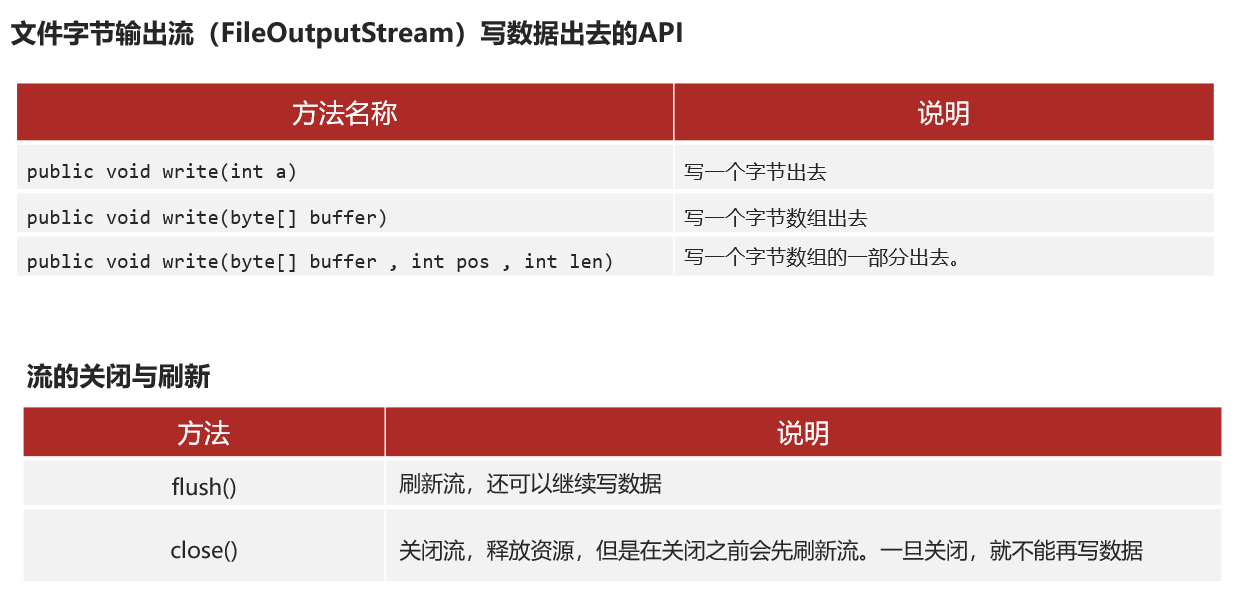 文件字节输出流（FileOutputStream）写数据出去的API
方法名称 说明
public void write(int a) 写一个字节出去
public void write(byte[] buffer) 写一个字节数组出去
public void write(byte[] buffer , int pos , int len) 写一个字节数组的一部分出去。
流的关闭与刷新
方法 说明
flush() 刷新流，还可以继续写数据
close() 关闭流，释放资源，但是在关闭之前会先刷新流。一旦关闭，就不能再写数据